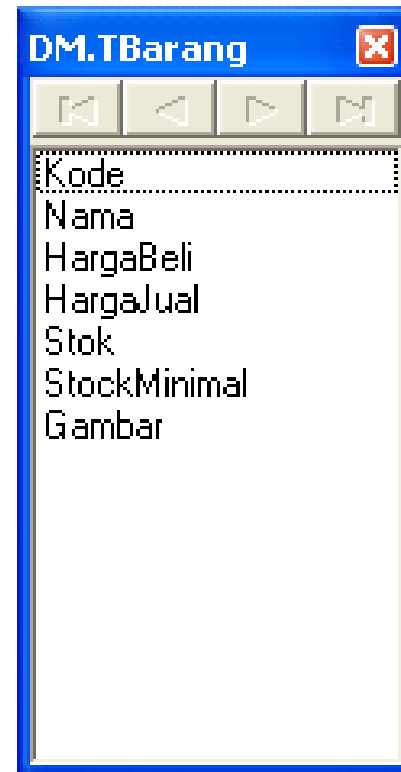 DM.TBarang
Kode
Nama
HargaBeli
HargaJual
Stok
StockMinimal
Gambar